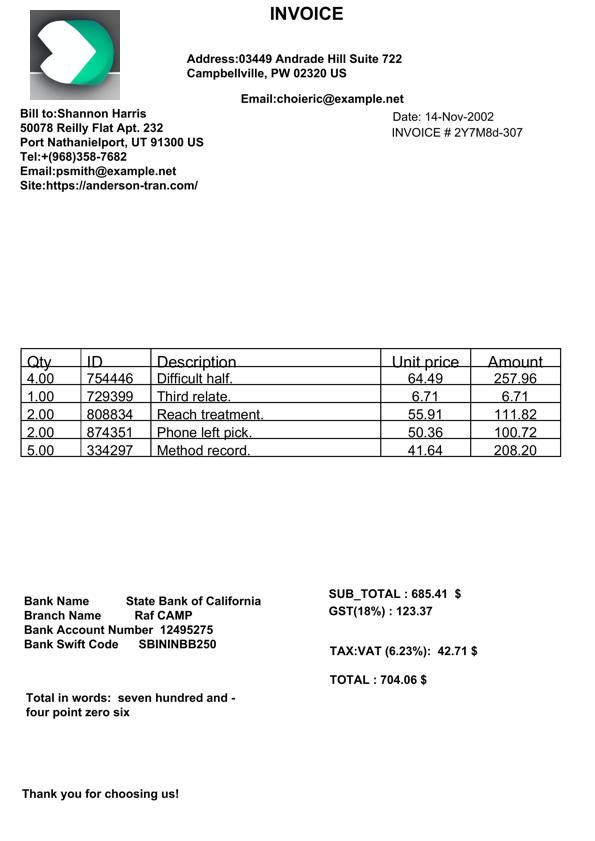 INVOICE
Address:03449 Andrade Hill Suite 722
Campbellville, PW 02320 US
Email:choieric@example.net
Bill to:Shannon Harris
50078 Reilly Flat Apt. 232
Port Nathanielport, UT 91300 US
Tel:+(968)358-7682
Email:psmith@example.net
Site:https://anderson-tran.com/
Date: 14-Nov-2002
INVOICE # 2Y7M8d-307
Qty ID Description Unit price Amount
4.00 754446 Difficult half. 64.49 257.96
1.00 729399 Third relate. 6.71 6.71
2.00 808834 Reach treatment. 55.91 111.82
2.00 874351 Phone left pick. 50.36 100.72
5.00 334297 Method record. 41.64 208.20
Bank Name State Bank of California
Branch Name Raf CAMP
Bank Account Number 12495275
Bank Swift Code SBININBB250
SUB_TOTAL : 685.41 $
GST(18%) : 123.37
TAX:VAT (6.23%): 42.71 $
TOTAL : 704.06 $
Total in words: seven hundred and -
four point zero six
Thank you for choosing us!